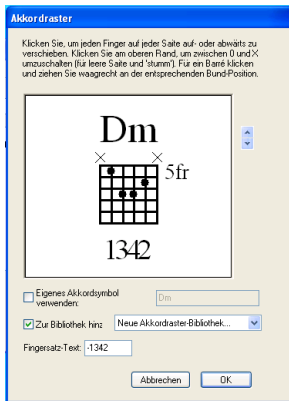 Akkordraster
Klicken Sie, um jeden Finger auf jeder Saite auf- oder abwärts zu
verschieben. Klicken Sie am oberen Rand, um zwischen 0 und X
umzuschalten (für leere Saite und 'stumm'). Für ein Barré klicken
und ziehen Sie waagrecht an der entsprechenden Bund-Position.
Dm
5fr
1342
Eigenes Akkordsymbol
verwenden:
Dm
Zur Bibliothek hinz
Neue Akkordraster-Bibliothek...
Fingersatz-Text:
-1342
Abbrechen
OK